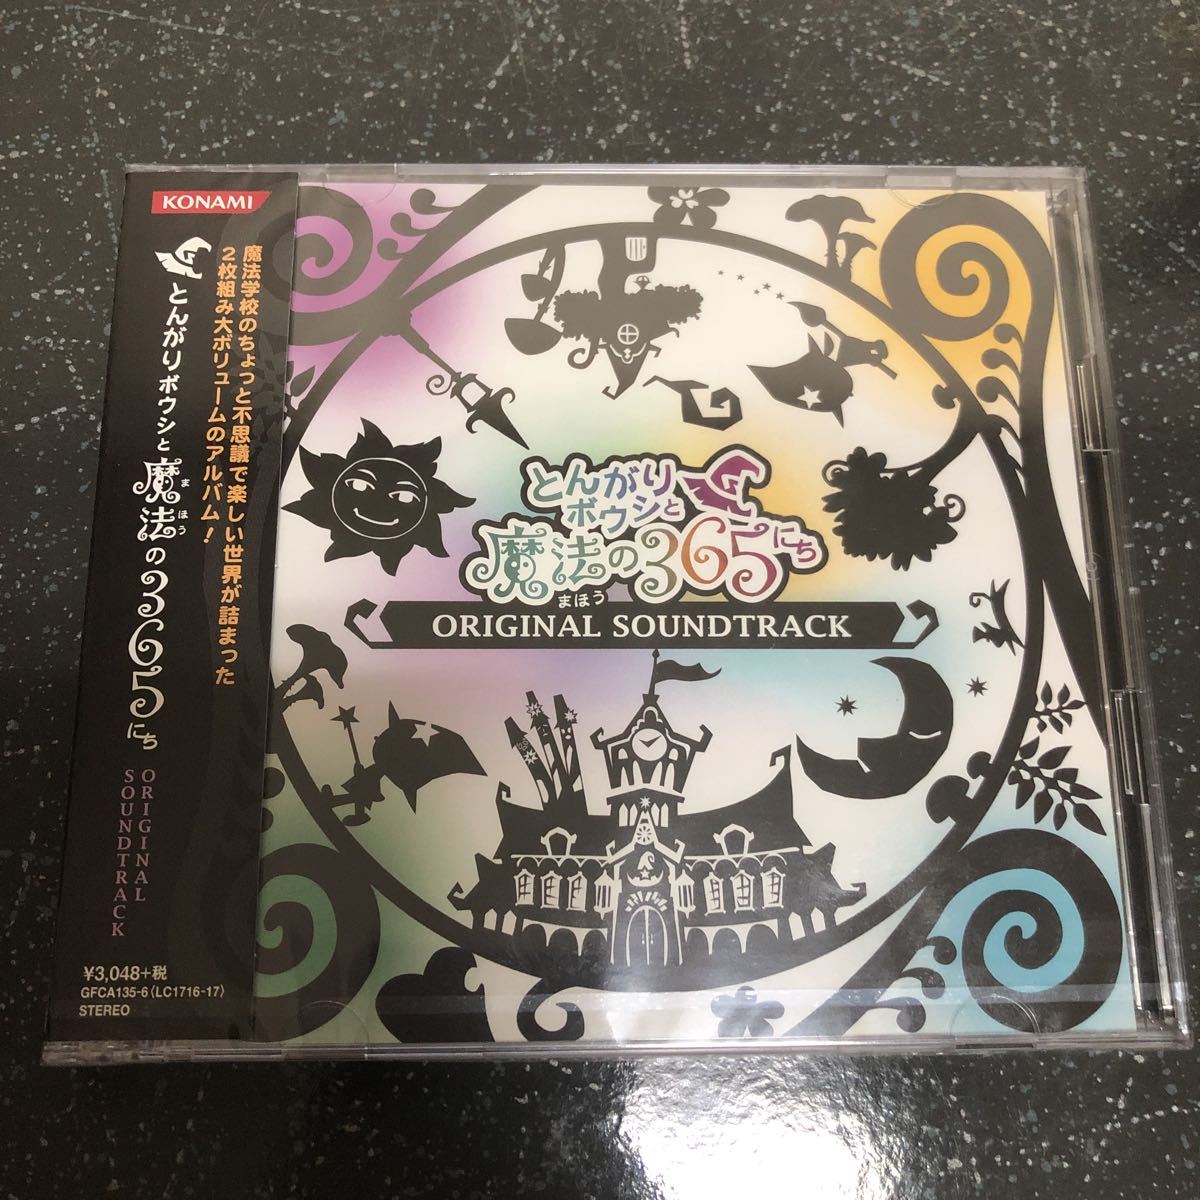 KONAMI
魔法学校のちょっと不思議で楽しい世界が詰まった
2枚組み大ボリュームのアルバム!
とんがりボウシと魔法の365にち
まほう
ORIGINAL
SOUNDTRACK
¥3,048+税
GFCA135-6〈LC1716-17〉
STEREO
とんがり
ボウシと
魔法の365にち
まほう
ORIGINAL SOUNDTRACK